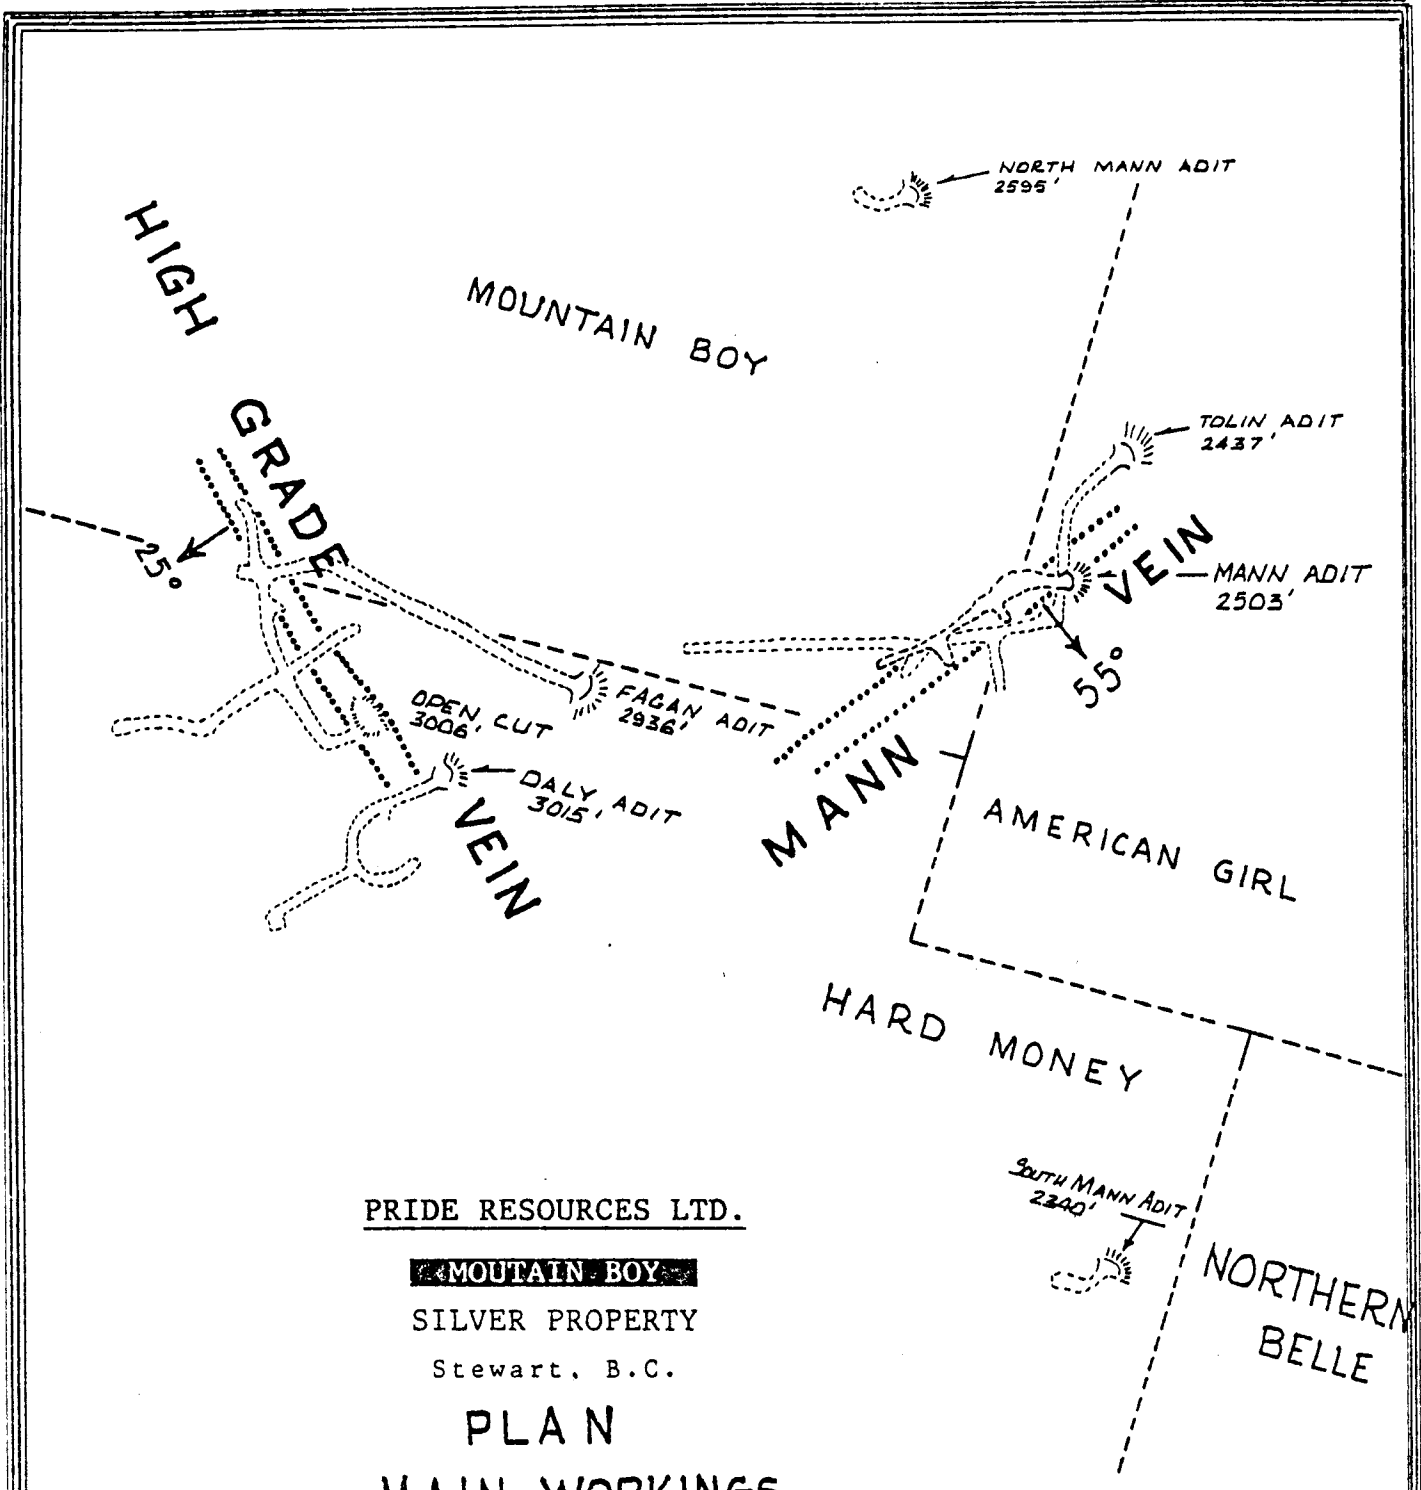 NORTH MANN ADIT
2595'
HIGH GRADE VEIN
MOUNTAIN BOY
TOLIN ADIT
2437'
25°
MANN VEIN
MANN ADIT
2503'
55°
OPEN CUT
3006'
FAGAN ADIT
2936'
DALY ADIT
3015'
AMERICAN GIRL
HARD MONEY
SOUTH MANN ADIT
2340'
NORTHERN
BELLE
PRIDE RESOURCES LTD.
MOUTAIN BOY
SILVER PROPERTY
Stewart, B.C.
PLAN
MAIN WORKINGS